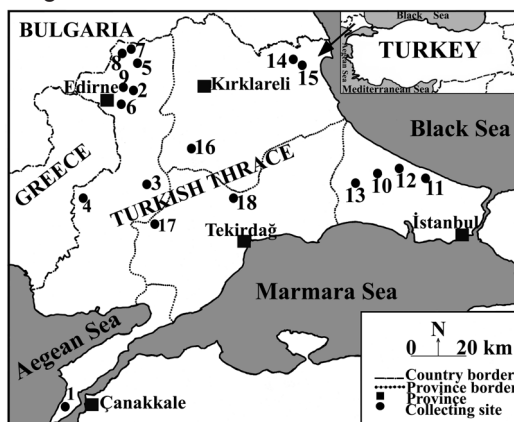 BULGARIA
Black Sea
TURKEY
Aegean Sea
Mediterranean Sea
7
8
5
14
15
9
Edirne
2
6
Kırklareli
Black Sea
GREECE
16
TURKISH THRACE
3
4
18
13
10
12
11
17
Tekirdağ
İstanbul
Marmara Sea
Aegean Sea
1
Çanakkale
N
0 20 km
Country border
Province border
Province
Collecting site